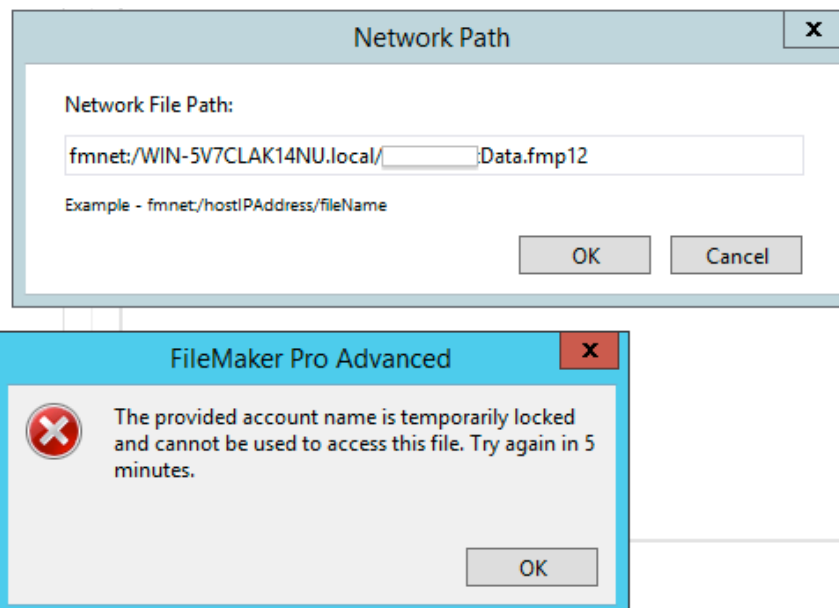 Network Path
x
Network File Path:
fmnet:/WIN-5V7CLAK14NU.local/ Data.fmp12
Example - fmnet:/hostIPAddress/fileName
OK Cancel
FileMaker Pro Advanced
x
The provided account name is temporarily locked
and cannot be used to access this file. Try again in 5
minutes.
OK